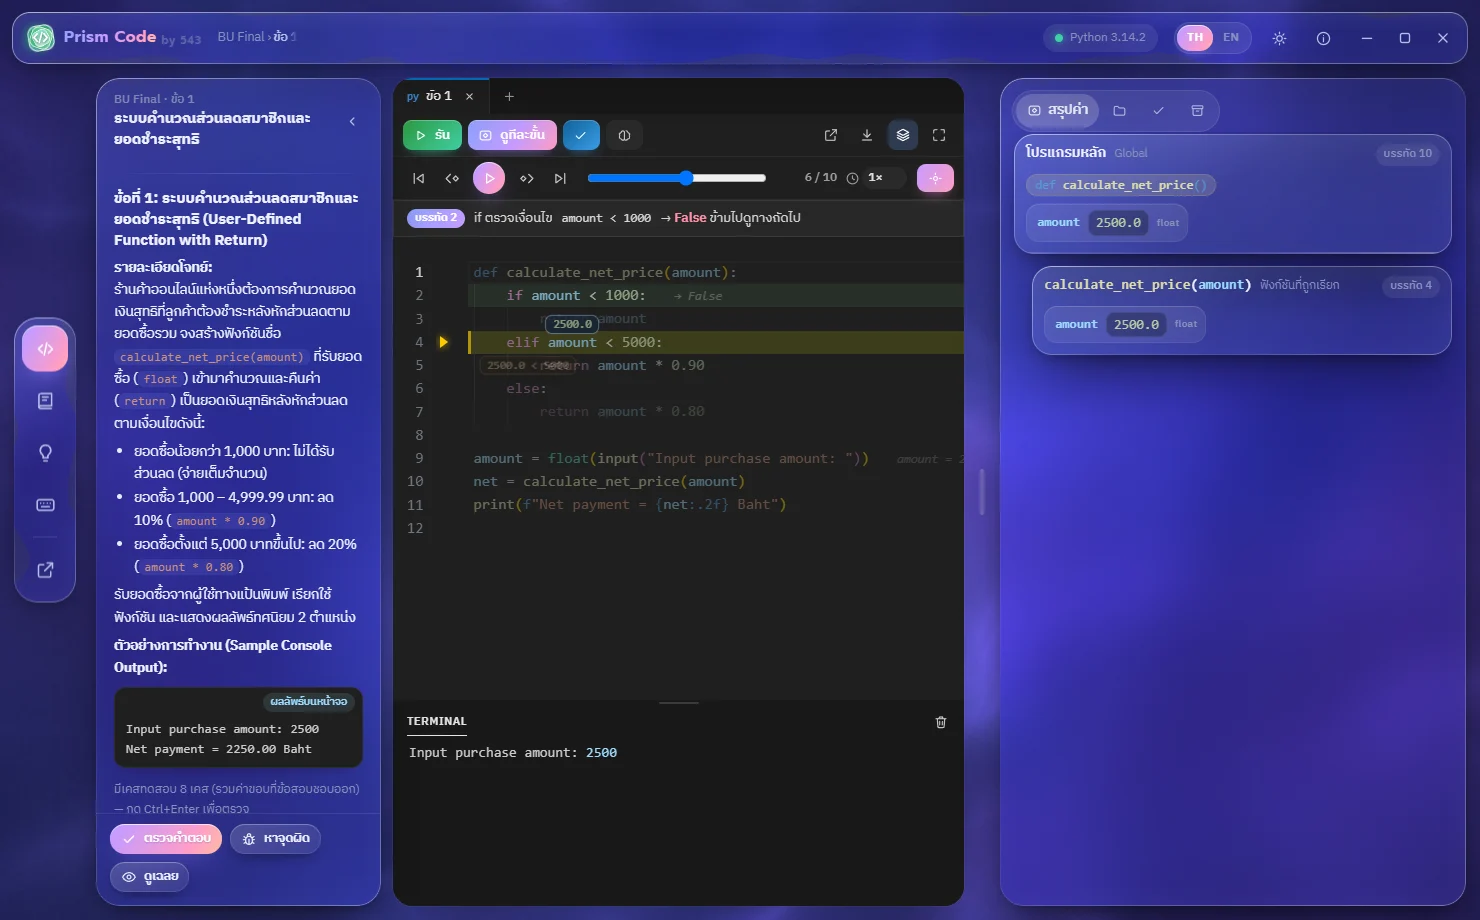 Prism Code by 543
BU Final › ข้อ 1
Python 3.14.2
TH EN
BU Final · ข้อ 1
ระบบคำนวณส่วนลดสมาชิกและ
ยอดชำระสุทธิ
ข้อที่ 1: ระบบคำนวณส่วนลดสมาชิกและ
ยอดชำระสุทธิ (User-Defined
Function with Return)
รายละเอียดโจทย์:
ร้านค้าออนไลน์แห่งหนึ่งต้องการคำนวณยอด
เงินสุทธิที่ลูกค้าต้องชำระหลังหักส่วนลดตาม
ยอดซื้อรวม จงสร้างฟังก์ชันชื่อ
calculate_net_price(amount) ที่รับยอด
ซื้อ ( float ) เข้ามาคำนวณและคืนค่า
( return ) เป็นยอดเงินสุทธิหลังหักส่วนลด
ตามเงื่อนไขดังนี้:
• ยอดซื้อน้อยกว่า 1,000 บาท: ไม่ได้รับ
ส่วนลด (จ่ายเต็มจำนวน)
• ยอดซื้อ 1,000 – 4,999.99 บาท: ลด
10% ( amount * 0.90 )
• ยอดซื้อตั้งแต่ 5,000 บาทขึ้นไป: ลด 20%
( amount * 0.80 )
รับยอดซื้อจากผู้ใช้ทางแป้นพิมพ์ เรียกใช้
ฟังก์ชัน และแสดงผลลัพธ์ทศนิยม 2 ตำแหน่ง
ตัวอย่างการทำงาน (Sample Console
Output):
ผลลัพธ์บนหน้าจอ
Input purchase amount: 2500
Net payment = 2250.00 Baht
มีเคสทดสอบ 8 เคส (รวมค่าขอบที่ข้อสอบชอบออก)
— กด Ctrl+Enter เพื่อตรวจ
ตรวจคำตอบ
หาจุดผิด
ดูเฉลย
py ข้อ 1
รัน
ดูทีละขั้น
6 / 10
1×
บรรทัด 2 if ตรวจเงื่อนไข amount < 1000 → False ข้ามไปดูทางถัดไป
1 def calculate_net_price(amount):
2 if amount < 1000: → False
3 amount
2500.0
4 elif amount < 5000:
5 return amount * 0.90
2500.0 < 5000
6 else:
7 return amount * 0.80
8
9 amount = float(input("Input purchase amount: ")) amount = 2
10 net = calculate_net_price(amount)
11 print(f"Net payment = {net:.2f} Baht")
12
TERMINAL
Input purchase amount: 2500
สรุปค่า
โปรแกรมหลัก Global
บรรทัด 10
def calculate_net_price()
amount 2500.0 float
calculate_net_price(amount) ฟังก์ชันที่ถูกเรียก
บรรทัด 4
amount 2500.0 float